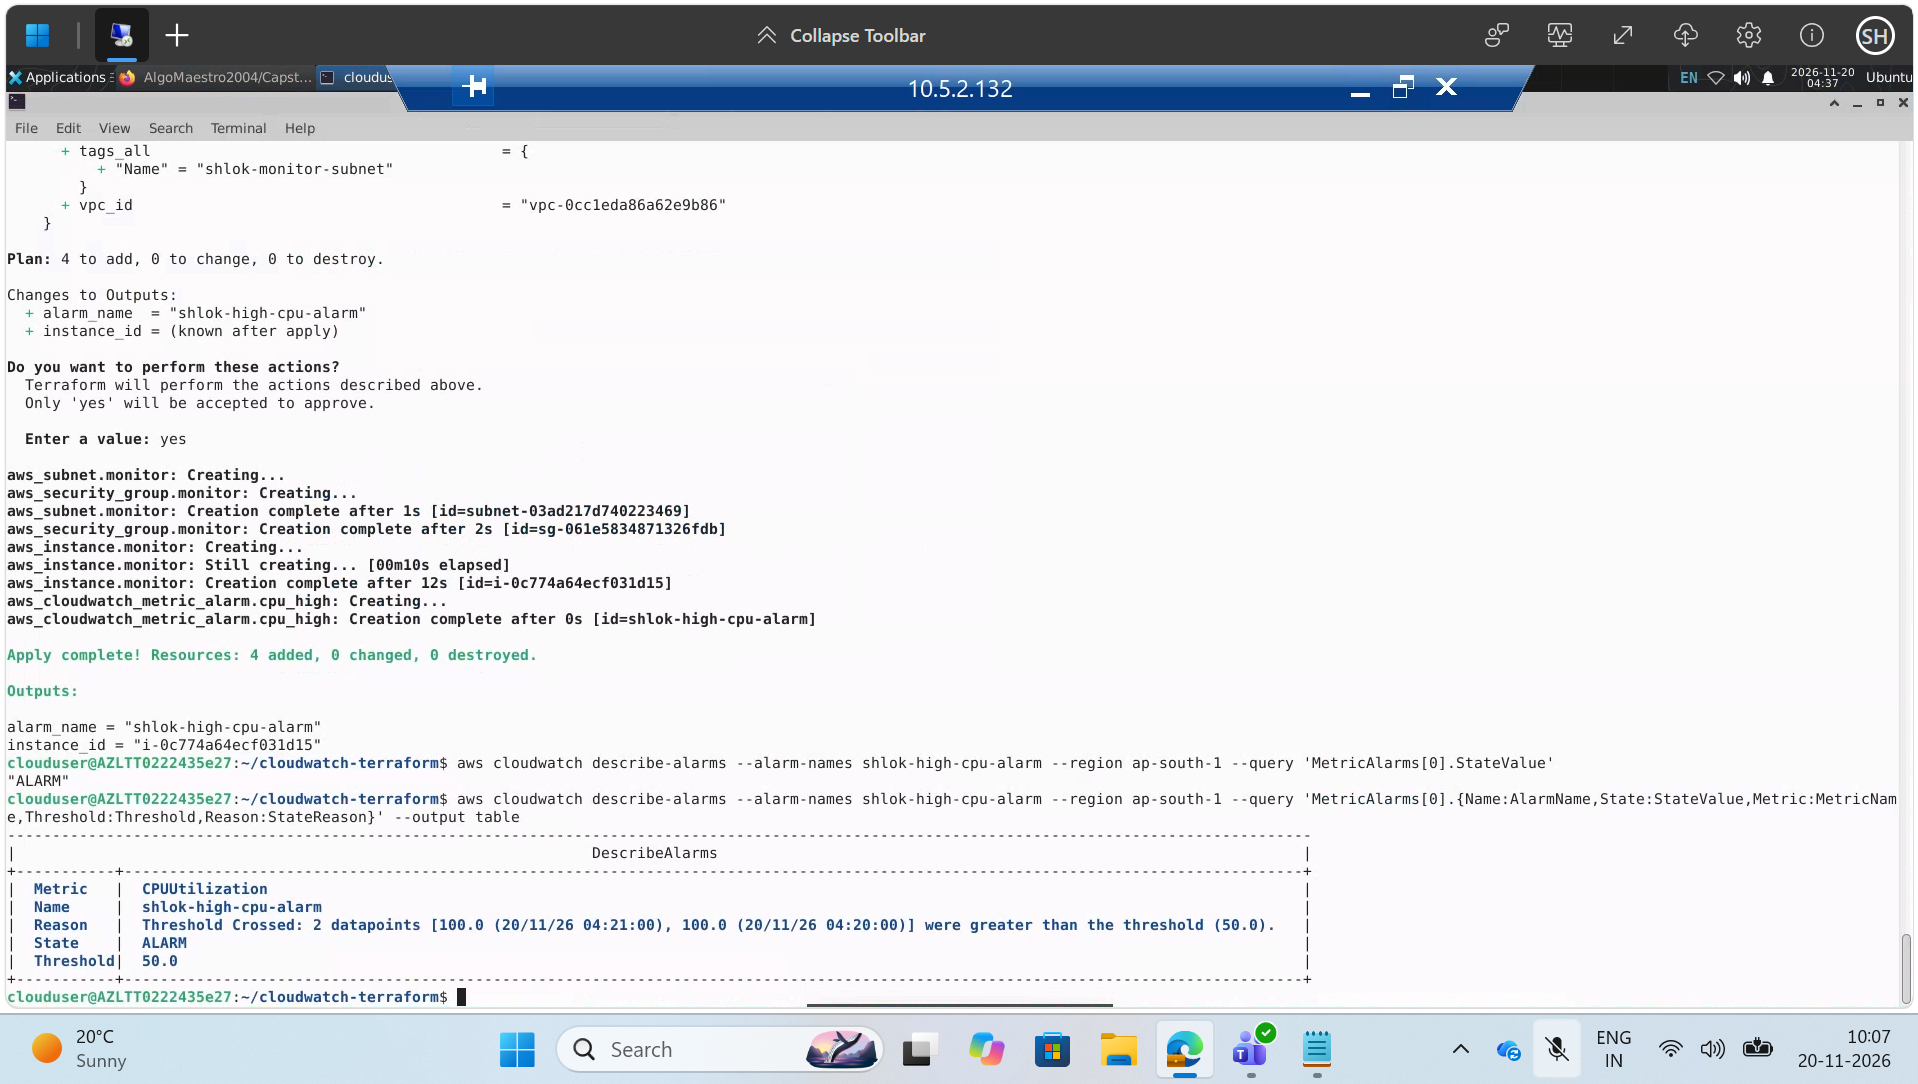 Collapse Toolbar
SH
Applications
AlgoMaestro2004/Capst...
cloudus
10.5.2.132
EN
2026-11-20
04:37
Ubuntu
File Edit View Search Terminal Help
+ tags_all = {
+ "Name" = "shlok-monitor-subnet"
}
+ vpc_id = "vpc-0cc1eda86a62e9b86"
}
Plan: 4 to add, 0 to change, 0 to destroy.
Changes to Outputs:
+ alarm_name = "shlok-high-cpu-alarm"
+ instance_id = (known after apply)
Do you want to perform these actions?
Terraform will perform the actions described above.
Only 'yes' will be accepted to approve.
Enter a value: yes
aws_subnet.monitor: Creating...
aws_security_group.monitor: Creating...
aws_subnet.monitor: Creation complete after 1s [id=subnet-03ad217d740223469]
aws_security_group.monitor: Creation complete after 2s [id=sg-061e5834871326fdb]
aws_instance.monitor: Creating...
aws_instance.monitor: Still creating... [00m10s elapsed]
aws_instance.monitor: Creation complete after 12s [id=i-0c774a64ecf031d15]
aws_cloudwatch_metric_alarm.cpu_high: Creating...
aws_cloudwatch_metric_alarm.cpu_high: Creation complete after 0s [id=shlok-high-cpu-alarm]
Apply complete! Resources: 4 added, 0 changed, 0 destroyed.
Outputs:
alarm_name = "shlok-high-cpu-alarm"
instance_id = "i-0c774a64ecf031d15"
clouduser@AZLTT0222435e27:~/cloudwatch-terraform$ aws cloudwatch describe-alarms --alarm-names shlok-high-cpu-alarm --region ap-south-1 --query 'MetricAlarms[0].StateValue'
"ALARM"
clouduser@AZLTT0222435e27:~/cloudwatch-terraform$ aws cloudwatch describe-alarms --alarm-names shlok-high-cpu-alarm --region ap-south-1 --query 'MetricAlarms[0].{Name:AlarmName,State:StateValue,Metric:MetricNam
e,Threshold:Threshold,Reason:StateReason}' --output table
| DescribeAlarms |
| Metric | CPUUtilization |
| Name | shlok-high-cpu-alarm |
| Reason | Threshold Crossed: 2 datapoints [100.0 (20/11/26 04:21:00), 100.0 (20/11/26 04:20:00)] were greater than the threshold (50.0). |
| State | ALARM |
| Threshold| 50.0 |
clouduser@AZLTT0222435e27:~/cloudwatch-terraform$
20°C
Sunny
Search
ENG
IN
10:07
20-11-2026